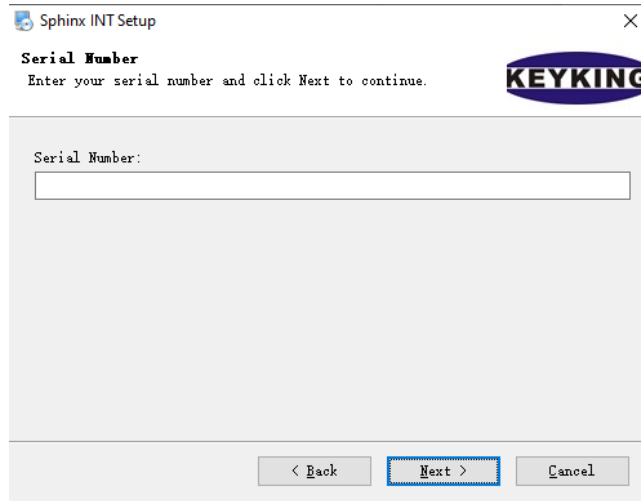 Sphinx INT Setup
Serial Number
Enter your serial number and click Next to continue.
KEYKING
Serial Number:
< Back
Next >
Cancel